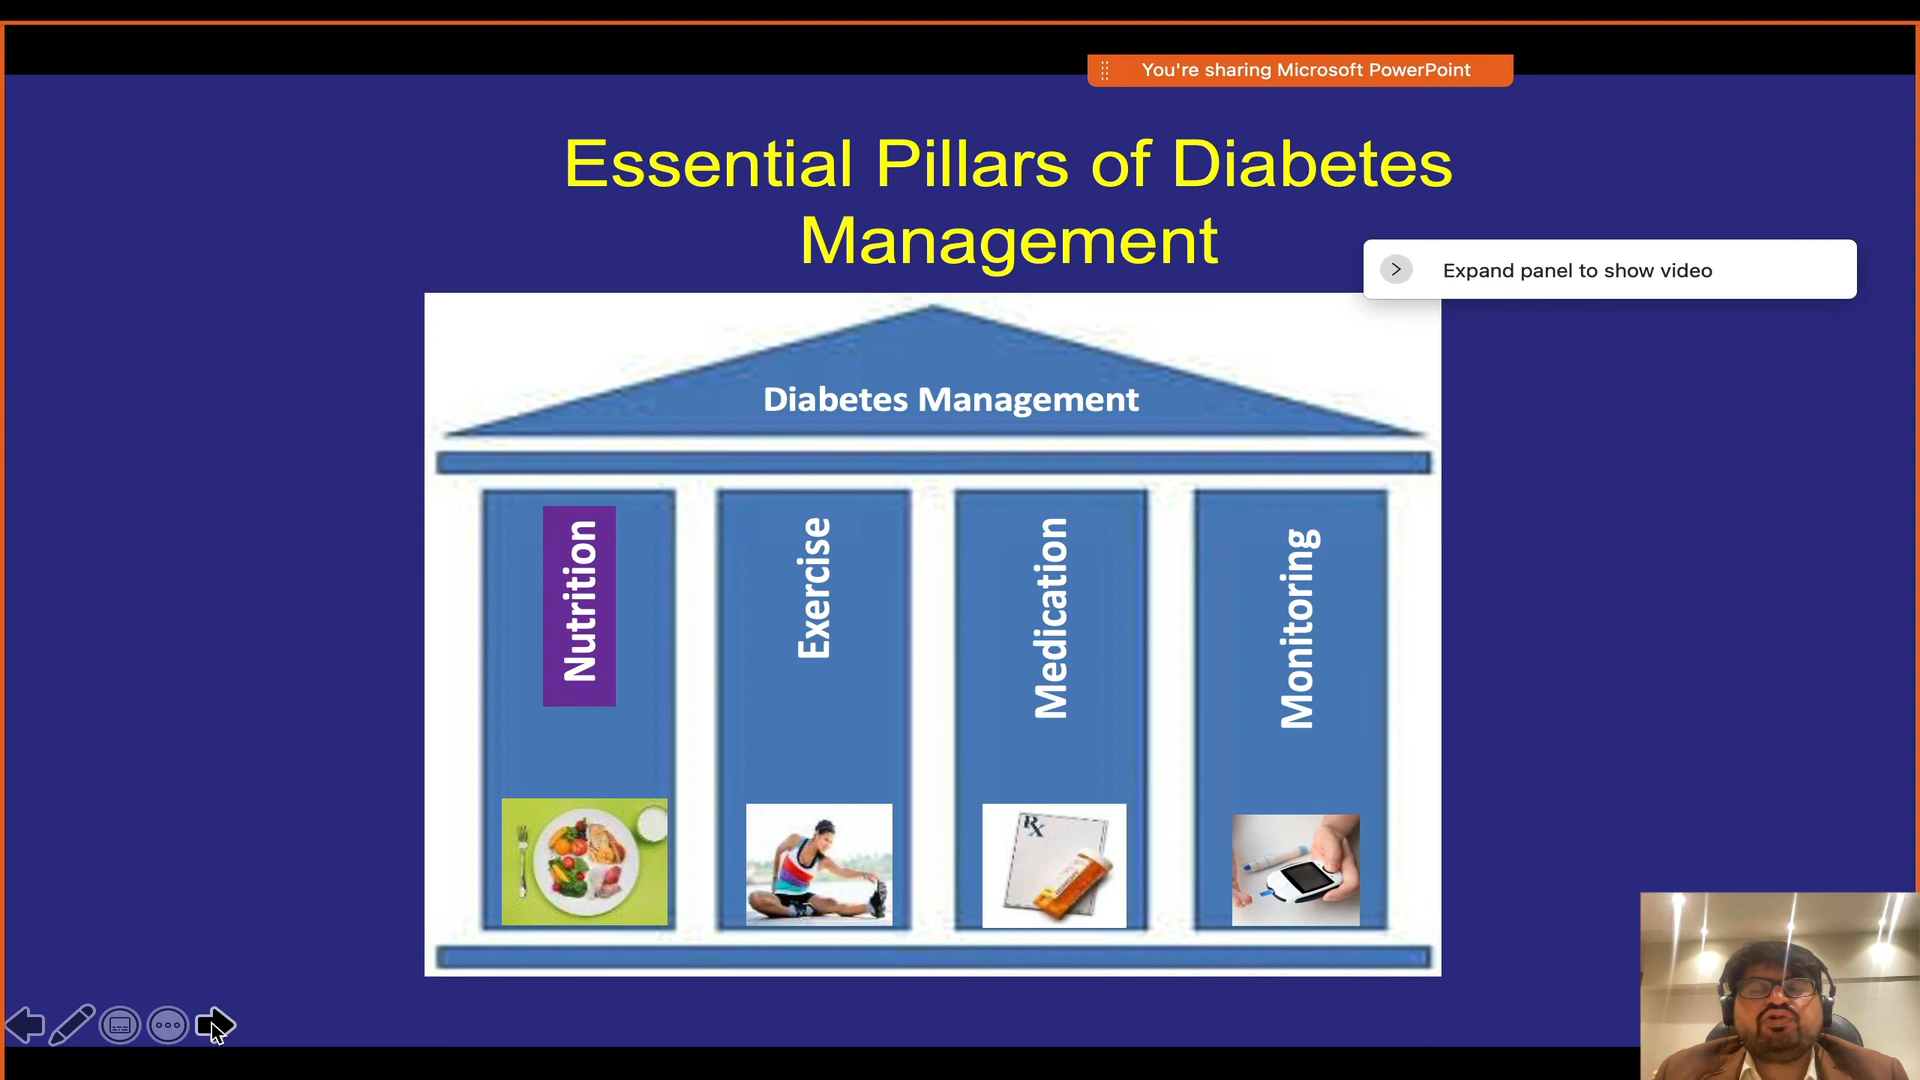 You're sharing Microsoft PowerPoint
Essential Pillars of Diabetes
Management
Expand panel to show video
Diabetes Management
Nutrition
Exercise
Medication
Monitoring
Rx